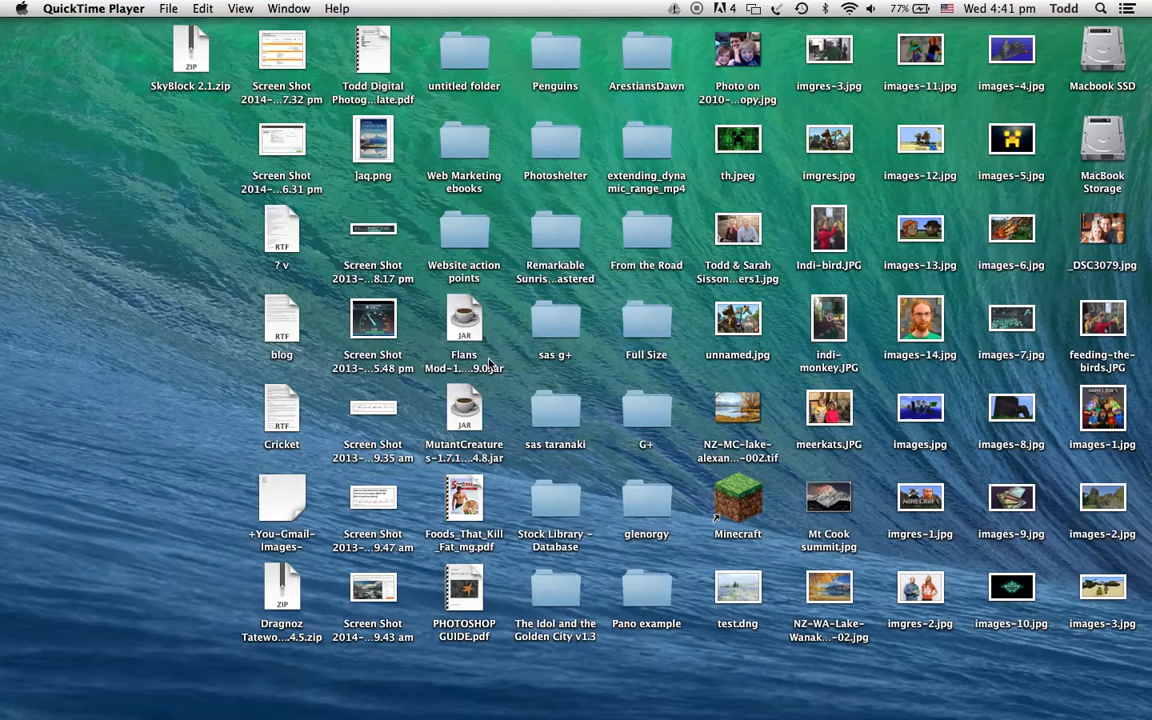 QuickTime Player File Edit View Window Help 4 77% Wed 4:41 pm Todd
SkyBlock 2.1.zip
Screen Shot
2014-...7.32 pm
Todd Digital
Photog...late.pdf
untitled folder
Penguins
ArestiansDawn
Photo on
2010-...opy.jpg
imgres-3.jpg
images-11.jpg
images-4.jpg
Macbook SSD
ZIP
Screen Shot
2014-...6.31 pm
Jaq.png
Web Marketing
ebooks
Photoshelter
extending_dyna
mic_range_mp4
th.jpeg
imgres.jpg
images-12.jpg
images-5.jpg
MacBook
Storage
RTF
? v
Screen Shot
2013-...8.17 pm
Website action
points
Remarkable
Sunris...astered
From the Road
Todd & Sarah
Sisson...ers1.jpg
Indi-bird.JPG
images-13.jpg
images-6.jpg
_DSC3079.jpg
RTF
blog
Screen Shot
2013-...5.48 pm
JAR
Flans
Mod-1....9.0.jar
sas g+
Full Size
unnamed.jpg
indi-
monkey.JPG
images-14.jpg
images-7.jpg
feeding-the-
birds.JPG
RTF
Cricket
Screen Shot
2013-...9.35 am
JAR
MutantCreature
s-1.7.1....4.8.jar
sas taranaki
G+
NZ-MC-lake-
alexan...-002.tif
meerkats.JPG
images.jpg
images-8.jpg
images-1.jpg
+You-Gmail-
Images-
Screen Shot
2013-...9.47 am
Foods_That_Kill
_Fat_mg.pdf
Stock Library -
Database
glenorgy
Minecraft
Mt Cook
summit.jpg
MINECRAFT
imgres-1.jpg
images-9.jpg
images-2.jpg
ZIP
Dragnoz
Tatewo....4.5.zip
Screen Shot
2014-...9.43 am
PHOTOSHOP
GUIDE.pdf
The Idol and the
Golden City v1.3
Pano example
test.dng
NZ-WA-Lake-
Wanak...-02.jpg
imgres-2.jpg
images-10.jpg
images-3.jpg